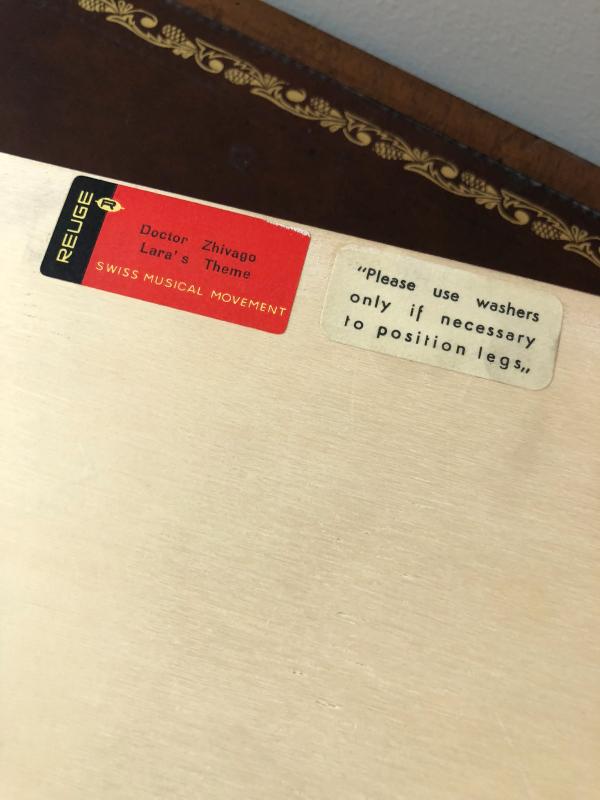 REUGE
R
Doctor Zhivago
Lara's Theme
SWISS MUSICAL MOVEMENT
“Please use washers
only if necessary
to position legs„